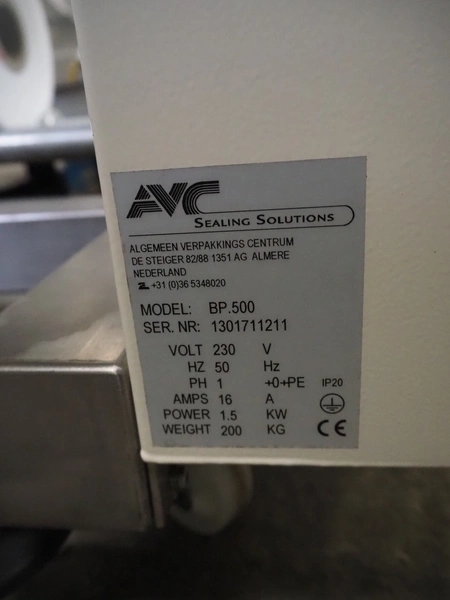 AVC
SEALING SOLUTIONS
ALGEMEEN VERPAKKINGS CENTRUM
DE STEIGER 82/88 1351 AG ALMERE
NEDERLAND
+31 (0)36 5348020
MODEL: BP.500
SER. NR: 1301711211
VOLT 230 V
HZ 50 Hz
PH 1 +0+PE IP20
AMPS 16 A
POWER 1.5 KW
WEIGHT 200 KG CE